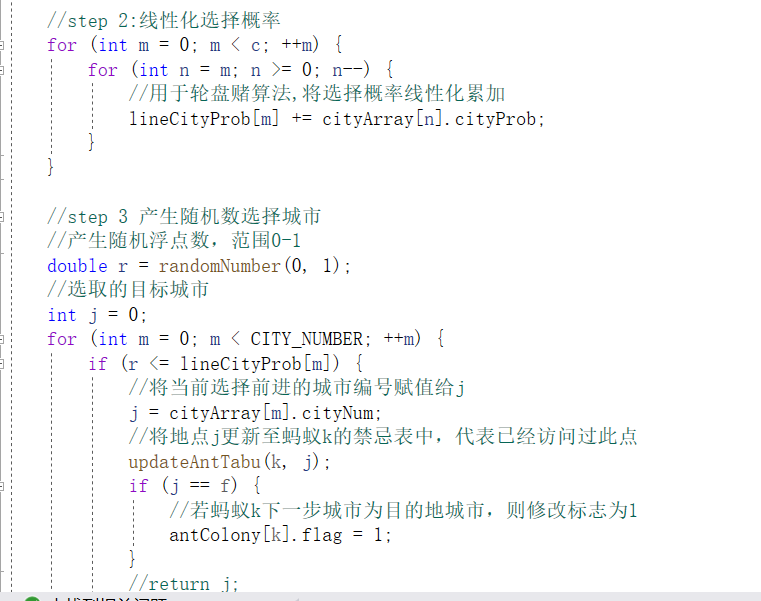 //step 2:线性化选择概率
for (int m = 0; m < c; ++m) {
for (int n = m; n >= 0; n--) {
//用于轮盘赌算法,将选择概率线性化累加
lineCityProb[m] += cityArray[n].cityProb;
}
}
//step 3 产生随机数选择城市
//产生随机浮点数，范围0-1
double r = randomNumber(0, 1);
//选取的目标城市
int j = 0;
for (int m = 0; m < CITY_NUMBER; ++m) {
if (r <= lineCityProb[m]) {
//将当前选择前进的城市编号赋值给j
j = cityArray[m].cityNum;
//将地点j更新至蚂蚁k的禁忌表中，代表已经访问过此点
updateAntTabu(k, j);
if (j == f) {
//若蚂蚁k下一步城市为目的地城市，则修改标志为1
antColony[k].flag = 1;
}
//return j;